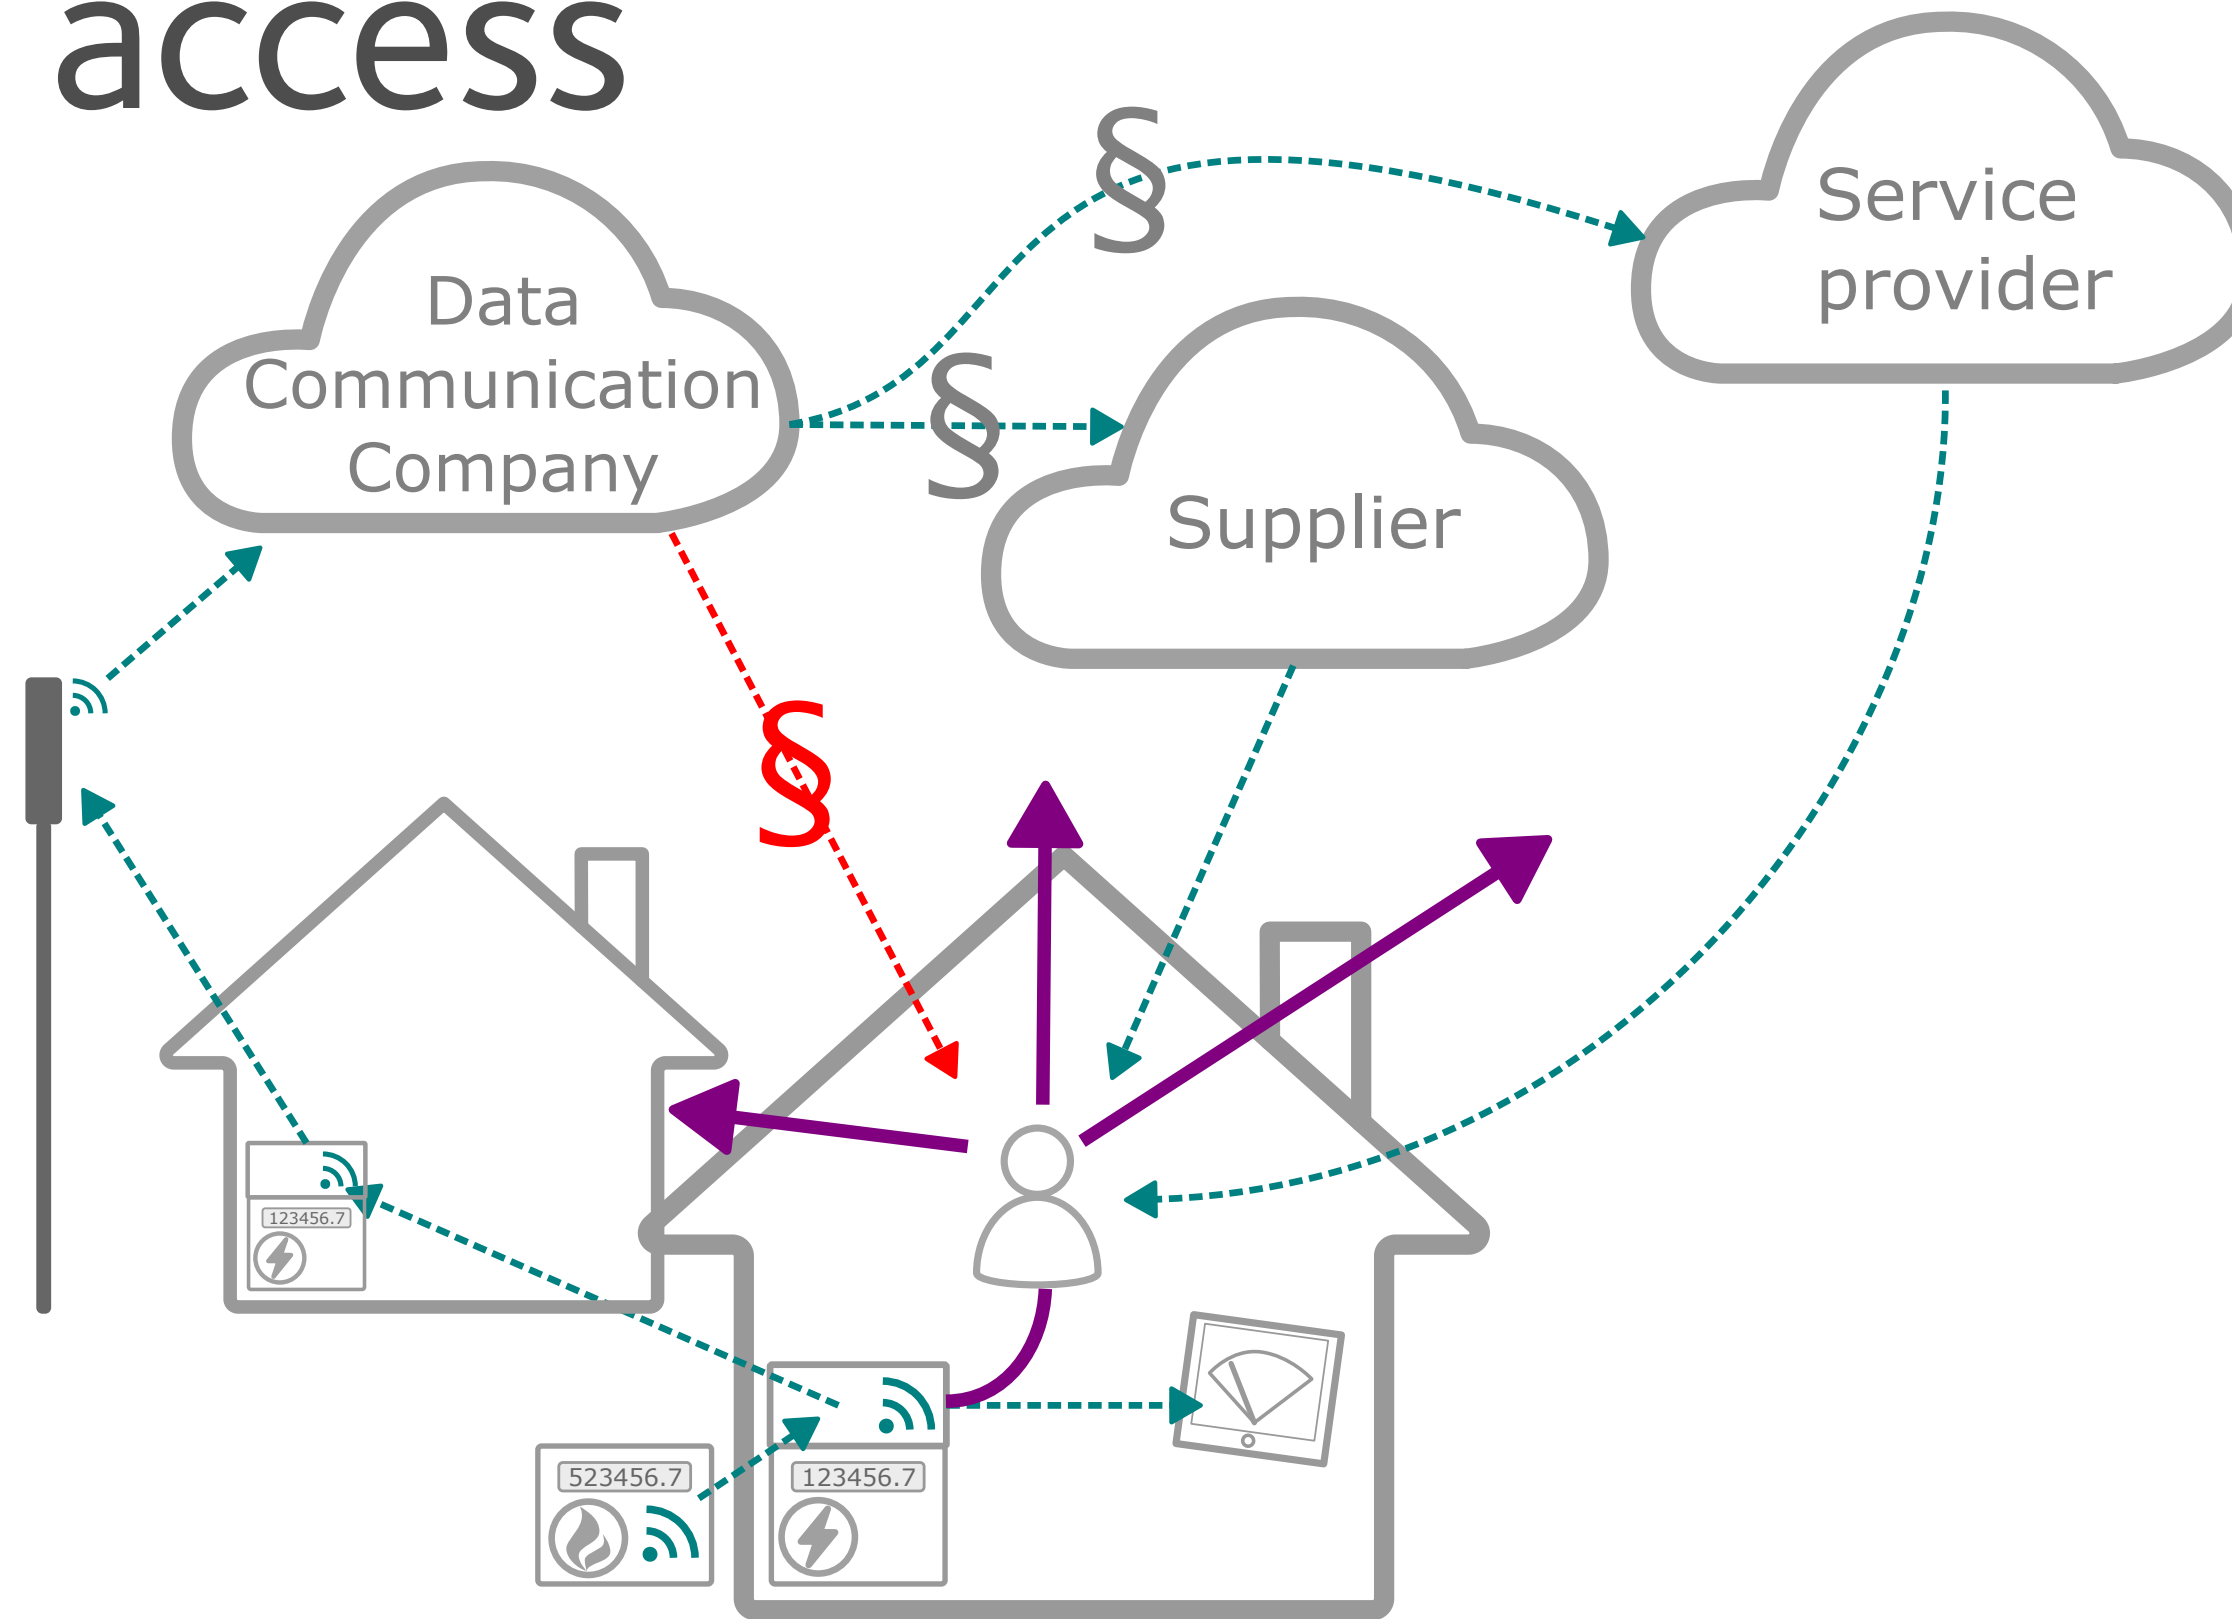 access
§
Service
provider
Data
Communication
Company
§
Supplier
§
123456.7
523456.7
123456.7